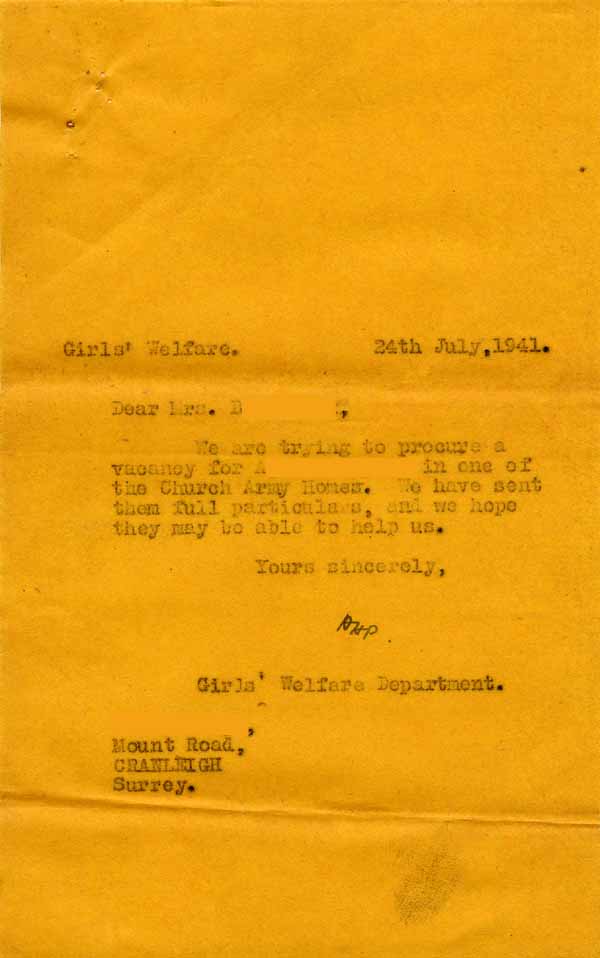 Girls' Welfare. 24th July, 1941.
Dear Mrs. B ,
We are trying to procure a
vacancy for A in one of
the Church Army Homes. We have sent
them full particulars, and we hope
they may be able to help us.
Yours sincerely,
AHP.
Girls' Welfare Department.
,
Mount Road,
CRANLEIGH
Surrey.